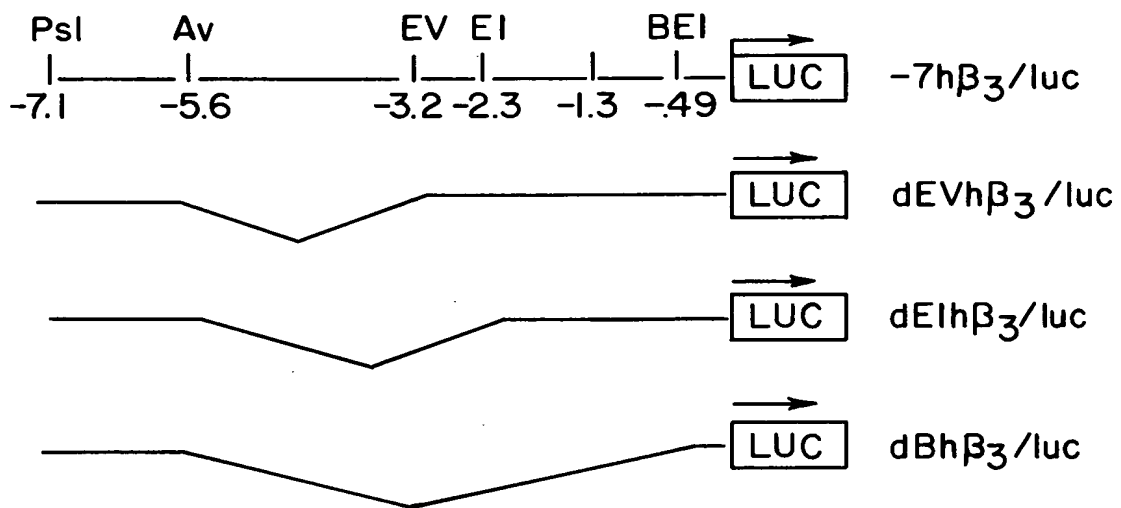 PsI Av EV EI BEI
LUC -7hβ3/luc
-7.1 -5.6 -3.2 -2.3 -1.3 -.49
LUC dEVhβ3/luc
LUC dEIhβ3/luc
LUC dBhβ3/luc